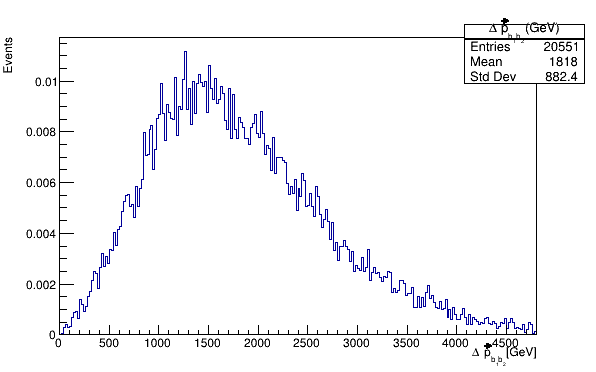 Δ p⃗ b₁b₂ (GeV)
Entries 20551
Mean 1818
Std Dev 882.4
Events
0.01
0.008
0.006
0.004
0.002
0
0 500 1000 1500 2000 2500 3000 3500 4000 4500
Δ p⃗ b₁b₂ [GeV]